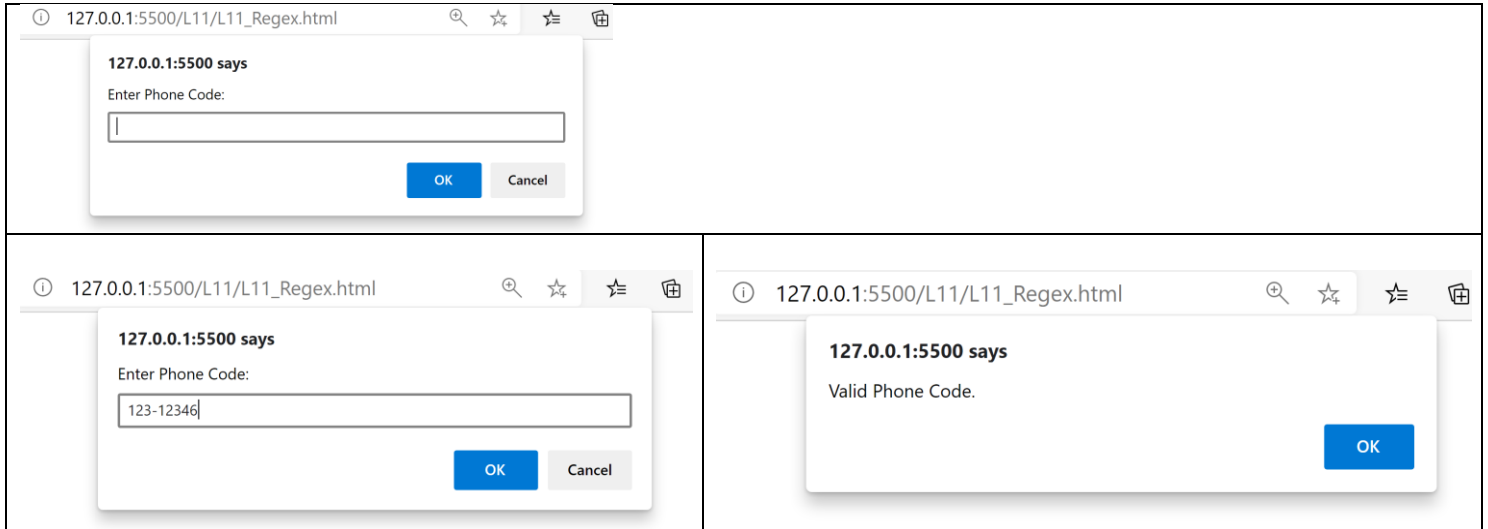 127.0.0.1:5500/L11/L11_Regex.html
127.0.0.1:5500 says
Enter Phone Code:
OK Cancel
127.0.0.1:5500/L11/L11_Regex.html
127.0.0.1:5500 says
Enter Phone Code:
123-12346
OK Cancel
127.0.0.1:5500/L11/L11_Regex.html
127.0.0.1:5500 says
Valid Phone Code.
OK